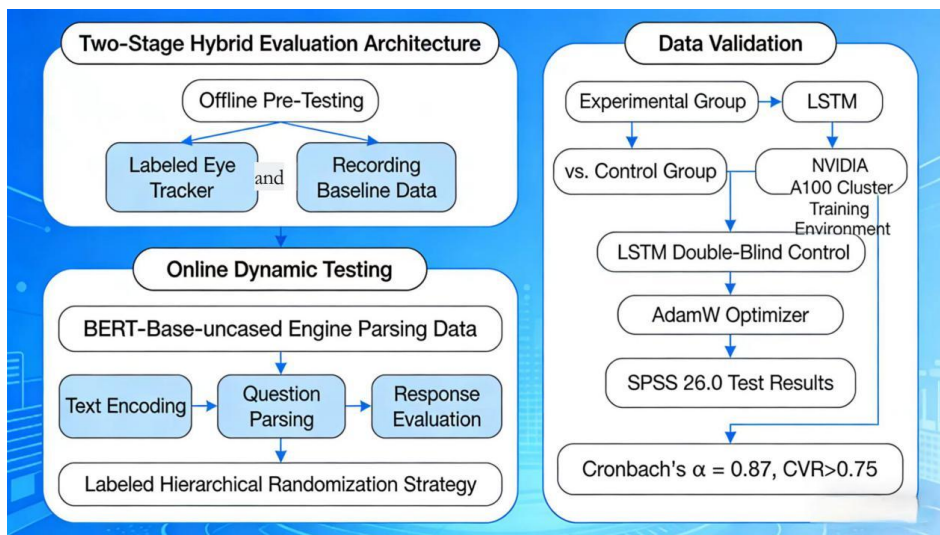 Two-Stage Hybrid Evaluation Architecture
Offline Pre-Testing
Labeled Eye
Tracker
and
Recording
Baseline Data
Online Dynamic Testing
BERT-Base-uncased Engine Parsing Data
Text Encoding
Question
Parsing
Response
Evaluation
Labeled Hierarchical Randomization Strategy
Data Validation
Experimental Group
LSTM
vs. Control Group
NVIDIA
A100 Cluster
Training
Environment
LSTM Double-Blind Control
AdamW Optimizer
SPSS 26.0 Test Results
Cronbach's α = 0.87, CVR>0.75